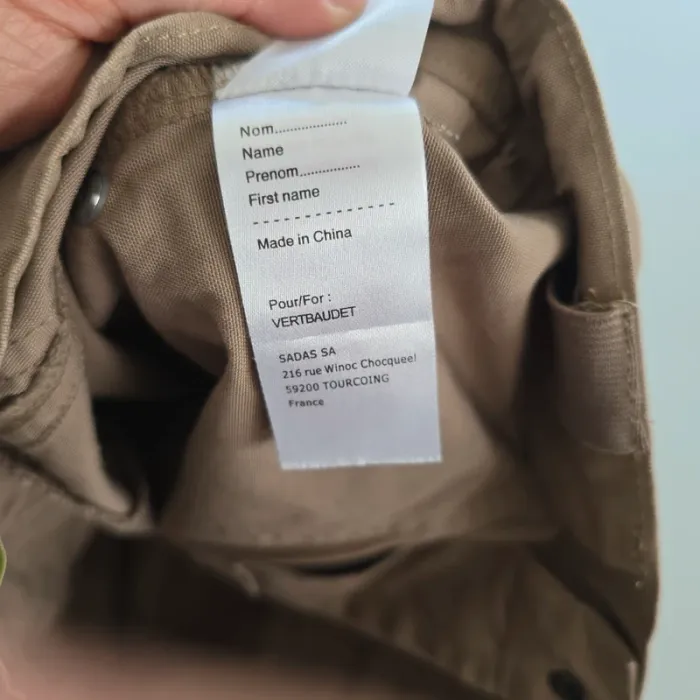 Nom...................
Name
Prenom................
First name
- - - - - - - - - - - - - - - -
Made in China
Pour/For :
VERTBAUDET
SADAS SA
216 rue Winoc Chocqueel
59200 TOURCOING
France